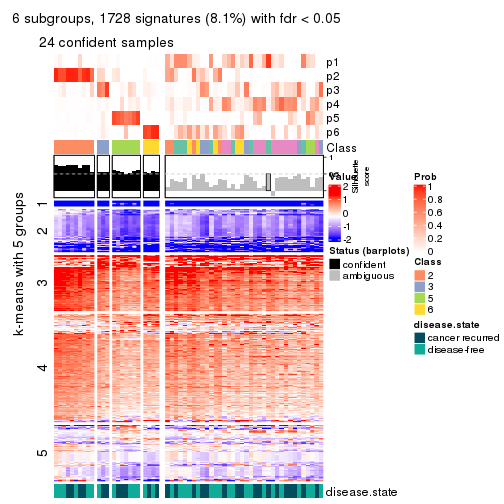 6 subgroups, 1728 signatures (8.1%) with fdr < 0.05
24 confident samples
p1
p2
p3
p4
p5
p6
Class
1
0.5
0
Silhouette
score
k-means with 5 groups
1
2
3
4
5
disease.state
Value
2
1
0
-1
-2
Status (barplots)
confident
ambiguous
Prob
1
0.8
0.6
0.4
0.2
0
Class
2
3
5
6
disease.state
cancer recurred
disease-free